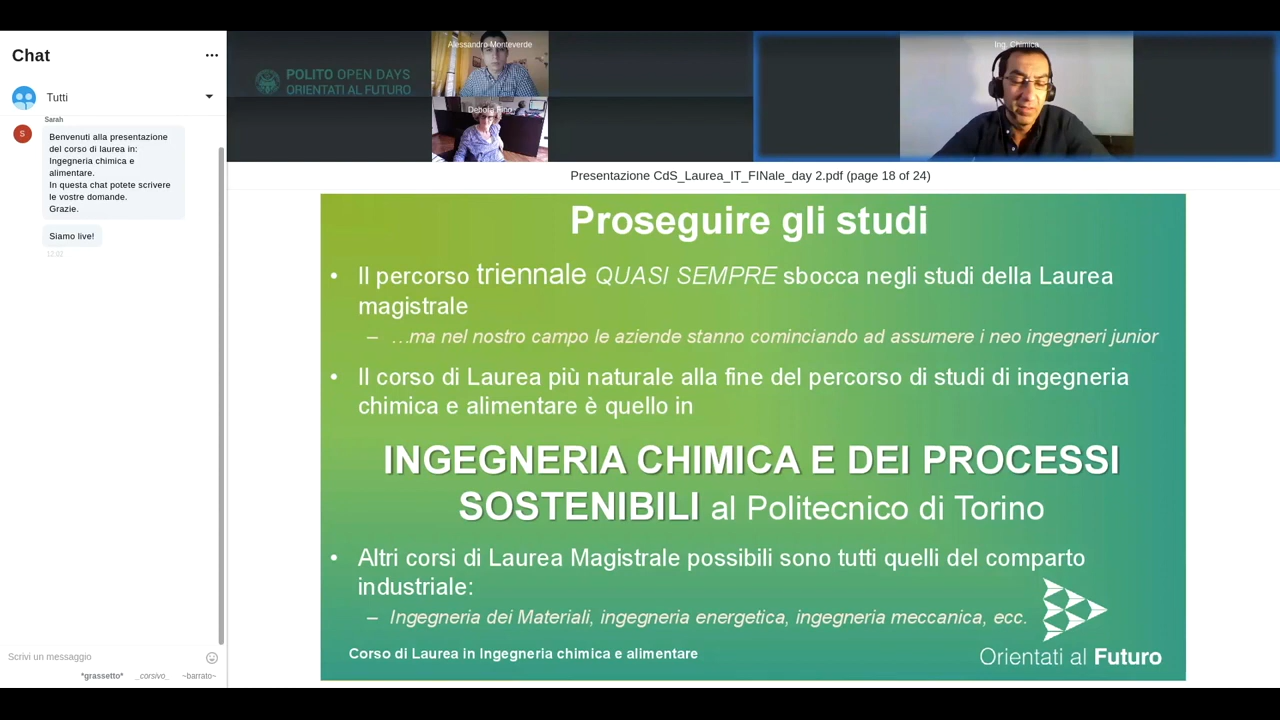 Chat
Tutti
Sarah
S
Benvenuti alla presentazione
del corso di laurea in:
Ingegneria chimica e
alimentare.
In questa chat potete scrivere
le vostre domande.
Grazie.
Siamo live!
12:02
Scrivi un messaggio
*grassetto* _corsivo_ ~barrato~
POLITO OPEN DAYS
ORIENTATI AL FUTURO
Alessandro Monteverde
Debora Fino
Ing. Chimica
Presentazione CdS_Laurea_IT_FINale_day 2.pdf (page 18 of 24)
Proseguire gli studi
• Il percorso triennale QUASI SEMPRE sbocca negli studi della Laurea
magistrale
– …ma nel nostro campo le aziende stanno cominciando ad assumere i neo ingegneri junior
• Il corso di Laurea più naturale alla fine del percorso di studi di ingegneria
chimica e alimentare è quello in
INGEGNERIA CHIMICA E DEI PROCESSI
SOSTENIBILI al Politecnico di Torino
• Altri corsi di Laurea Magistrale possibili sono tutti quelli del comparto
industriale:
– Ingegneria dei Materiali, ingegneria energetica, ingegneria meccanica, ecc.
Corso di Laurea in Ingegneria chimica e alimentare
Orientati al Futuro